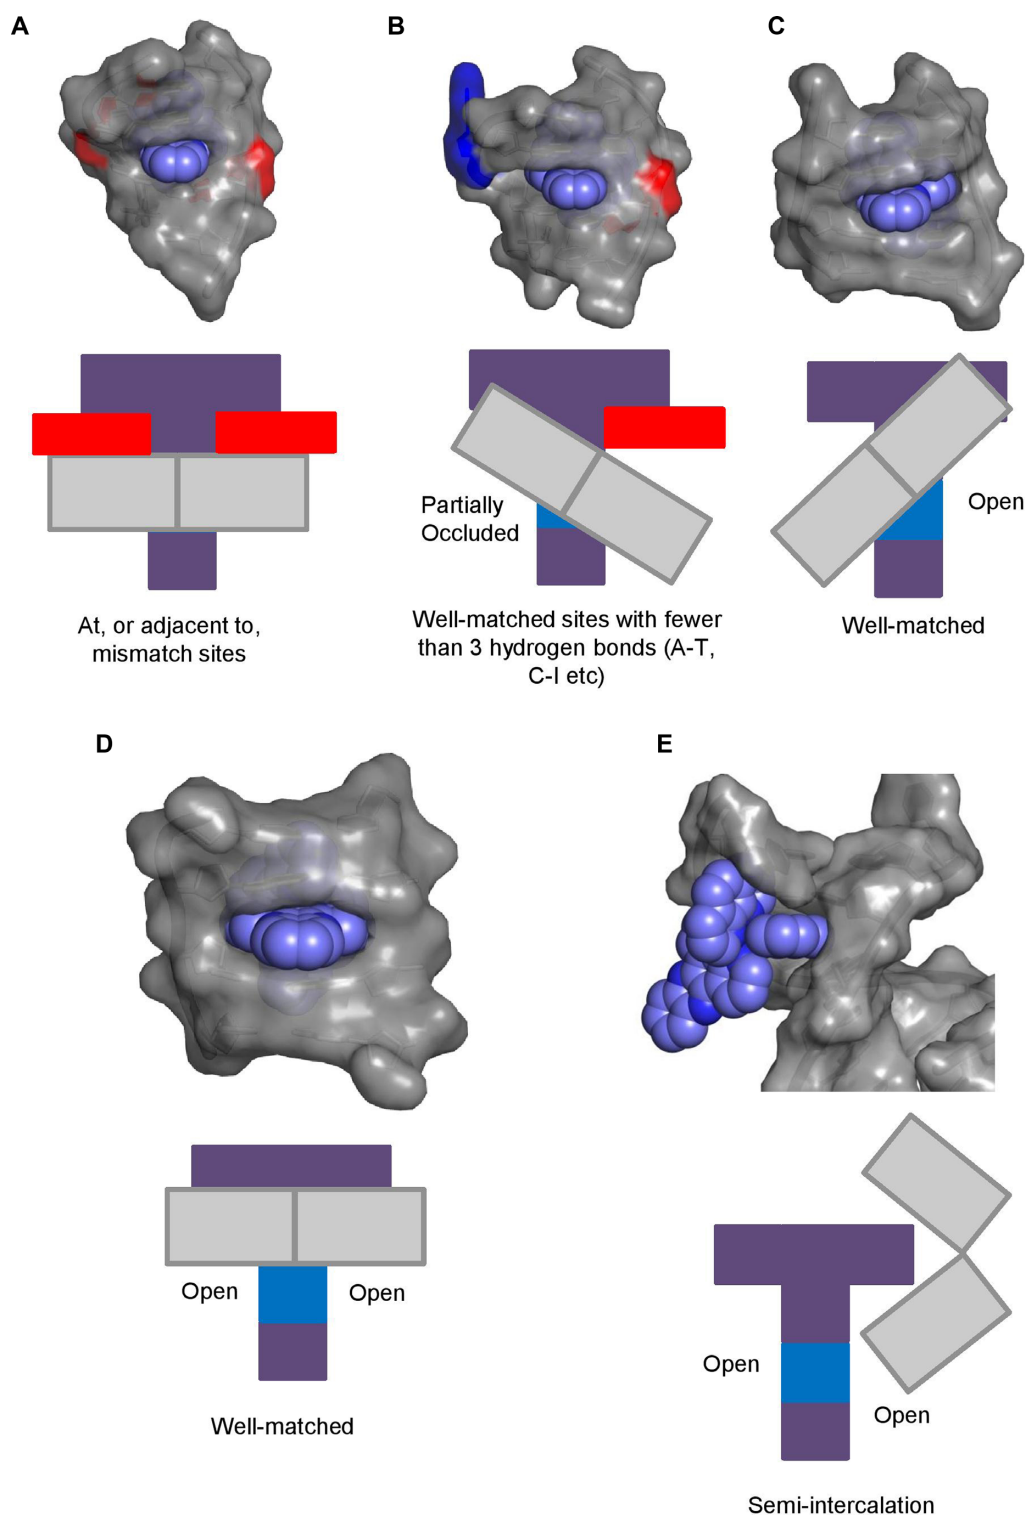 A
B
C
Partially
Occluded
Open
At, or adjacent to,
mismatch sites
Well-matched sites with fewer
than 3 hydrogen bonds (A-T,
C-I etc)
Well-matched
D
E
Open
Open
Well-matched
Open
Open
Semi-intercalation